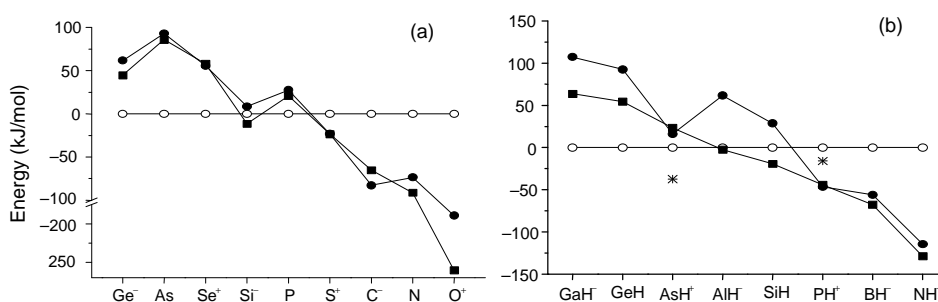 (a)
Energy (kJ/mol)
100
50
0
−50
−100
−200
250
Ge⁻ As Se⁺ Si⁻ P S⁺ C⁻ N O⁺
(b)
150
100
50
0
−50
−100
−150
GaH⁻ GeH AsH⁺ AlH⁻ SiH PH⁺ BH⁻ NH⁺